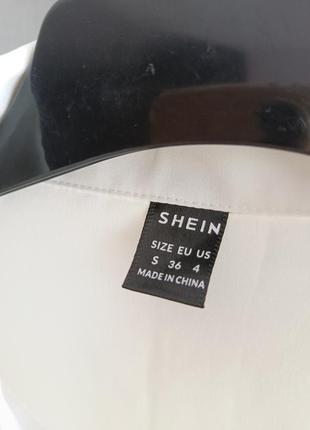 SHEIN
SIZE EU US
S 36 4
MADE IN CHINA